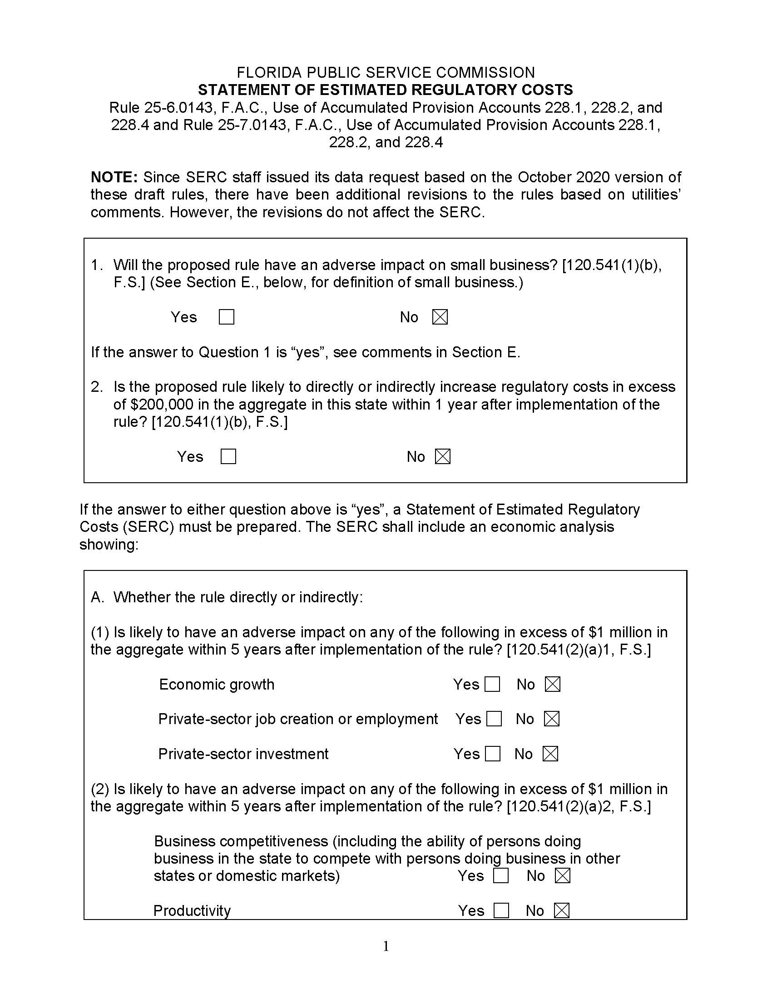 FLORIDA PUBLIC SERVICE COMMISSION
STATEMENT OF ESTIMATED REGULATORY COSTS
Rule 25-6.0143, F.A.C., Use of Accumulated Provision Accounts 228.1, 228.2, and
228.4 and Rule 25-7.0143, F.A.C., Use of Accumulated Provision Accounts 228.1,
228.2, and 228.4
NOTE: Since SERC staff issued its data request based on the October 2020 version of
these draft rules, there have been additional revisions to the rules based on utilities’
comments. However, the revisions do not affect the SERC.
1. Will the proposed rule have an adverse impact on small business? [120.541(1)(b),
F.S.] (See Section E., below, for definition of small business.)
Yes ☐ No ☒
If the answer to Question 1 is “yes”, see comments in Section E.
2. Is the proposed rule likely to directly or indirectly increase regulatory costs in excess
of $200,000 in the aggregate in this state within 1 year after implementation of the
rule? [120.541(1)(b), F.S.]
Yes ☐ No ☒
If the answer to either question above is “yes”, a Statement of Estimated Regulatory
Costs (SERC) must be prepared. The SERC shall include an economic analysis
showing:
A. Whether the rule directly or indirectly:
(1) Is likely to have an adverse impact on any of the following in excess of $1 million in
the aggregate within 5 years after implementation of the rule? [120.541(2)(a)1, F.S.]
Economic growth Yes ☐ No ☒
Private-sector job creation or employment Yes ☐ No ☒
Private-sector investment Yes ☐ No ☒
(2) Is likely to have an adverse impact on any of the following in excess of $1 million in
the aggregate within 5 years after implementation of the rule? [120.541(2)(a)2, F.S.]
Business competitiveness (including the ability of persons doing
business in the state to compete with persons doing business in other
states or domestic markets) Yes ☐ No ☒
Productivity Yes ☐ No ☒
1